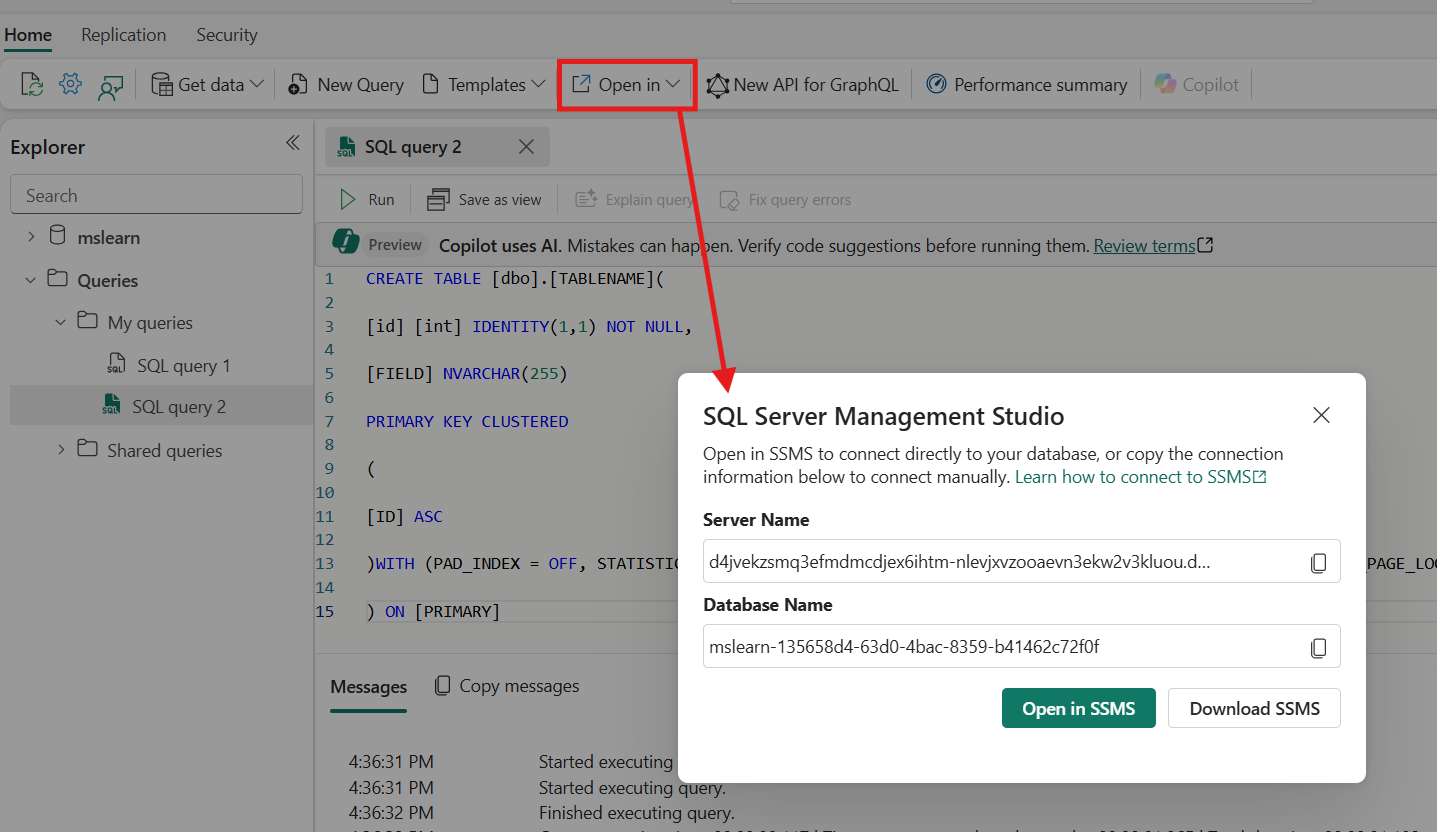 Home Replication Security
Get data New Query Templates Open in New API for GraphQL Performance summary Copilot
Explorer
Search
mslearn
Queries
My queries
SQL query 1
SQL query 2
Shared queries
SQL query 2
Run Save as view Explain query Fix query errors
Preview Copilot uses AI. Mistakes can happen. Verify code suggestions before running them. Review terms
1 CREATE TABLE [dbo].[TABLENAME](
2
3 [id] [int] IDENTITY(1,1) NOT NULL,
4
5 [FIELD] NVARCHAR(255)
6
7 PRIMARY KEY CLUSTERED
8
9 (
10
11 [ID] ASC
12
13 )WITH (PAD_INDEX = OFF, STATISTIC
14
15 ) ON [PRIMARY]
Messages Copy messages
4:36:31 PM Started executing
4:36:31 PM Started executing query.
4:36:32 PM Finished executing query.
SQL Server Management Studio
Open in SSMS to connect directly to your database, or copy the connection
information below to connect manually. Learn how to connect to SSMS
Server Name
d4jvekzsmq3efmdmcdjex6ihtm-nlevjxvzooaevn3ekw2v3kluou.d...
Database Name
mslearn-135658d4-63d0-4bac-8359-b41462c72f0f
Open in SSMS Download SSMS